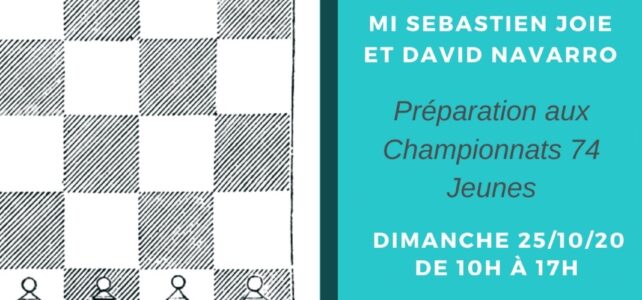 MI SEBASTIEN JOIE
ET DAVID NAVARRO
Préparation aux
Championnats 74
Jeunes
DIMANCHE 25/10/20
DE 10H À 17H